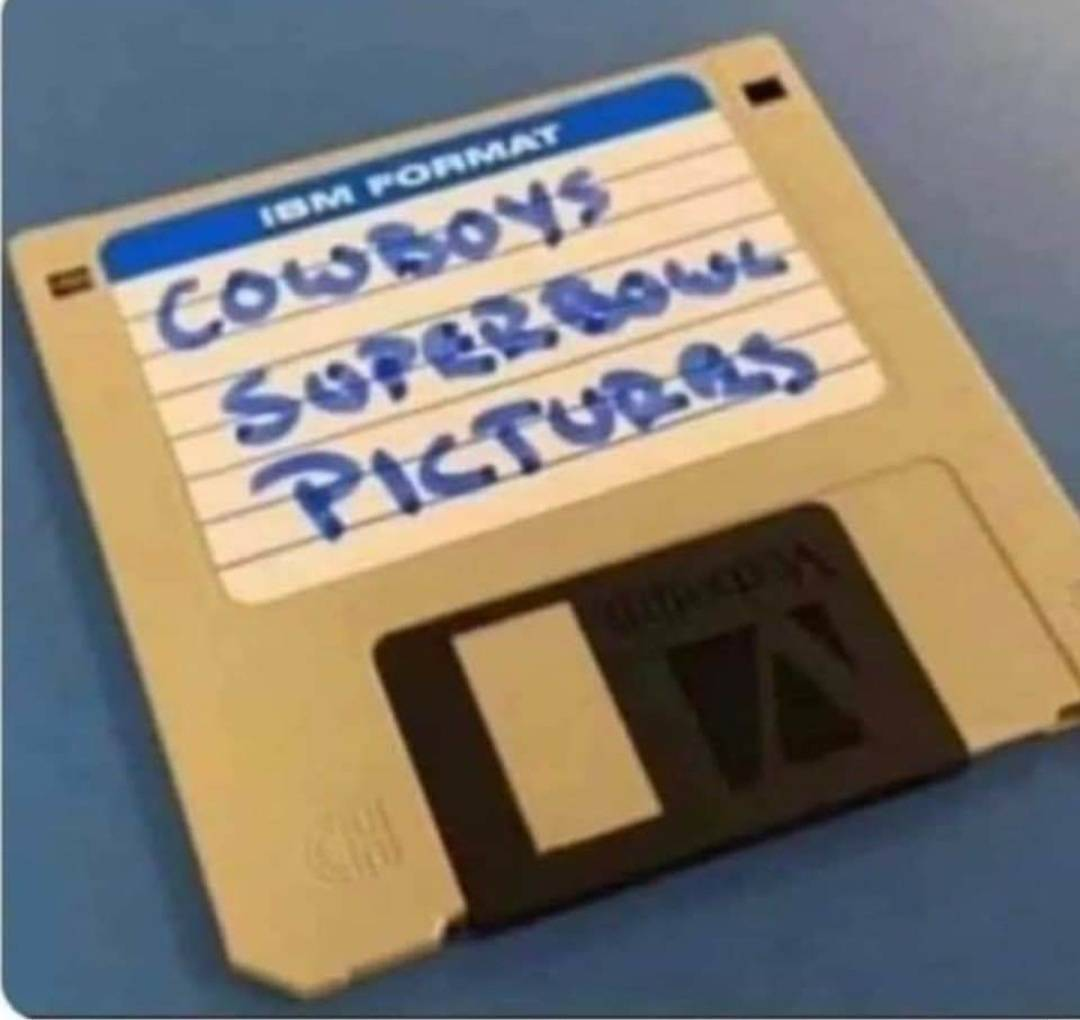 IBM FORMAT
COWBOYS
SUPERBOWL
PICTURES